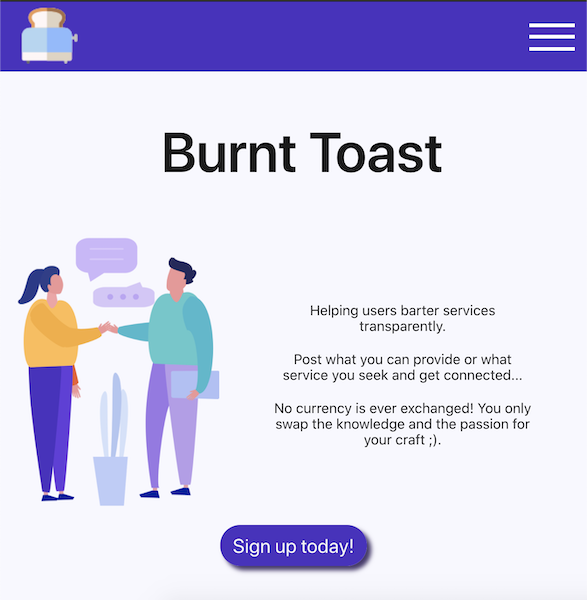 Burnt Toast
Helping users barter services
transparently.
Post what you can provide or what
service you seek and get connected...
No currency is ever exchanged! You only
swap the knowledge and the passion for
your craft ;).
Sign up today!